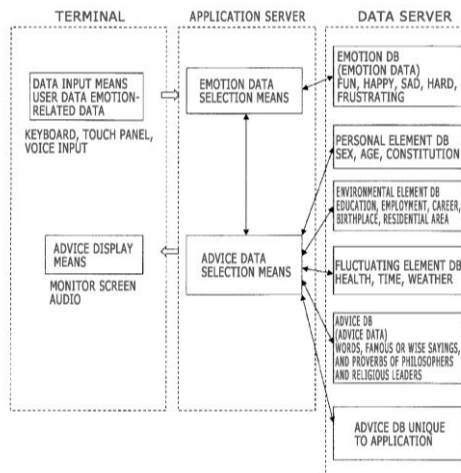 TERMINAL
APPLICATION SERVER
DATA SERVER
DATA INPUT MEANS
USER DATA EMOTION-
RELATED DATA
KEYBOARD, TOUCH PANEL,
VOICE INPUT
EMOTION DATA
SELECTION MEANS
EMOTION DB
(EMOTION DATA)
FUN, HAPPY, SAD, HARD,
FRUSTRATING
PERSONAL ELEMENT DB
SEX, AGE, CONSTITUTION
ENVIRONMENTAL ELEMENT DB
EDUCATION, EMPLOYMENT, CAREER,
BIRTHPLACE, RESIDENTIAL AREA
ADVICE DISPLAY
MEANS
MONITOR SCREEN
AUDIO
ADVICE DATA
SELECTION MEANS
FLUCTUATING ELEMENT DB
HEALTH, TIME, WEATHER
ADVICE DB
(ADVICE DATA)
WORDS, FAMOUS OR WISE SAYINGS,
AND PROVERBS OF PHILOSOPHERS
AND RELIGIOUS LEADERS
ADVICE DB UNIQUE
TO APPLICATION